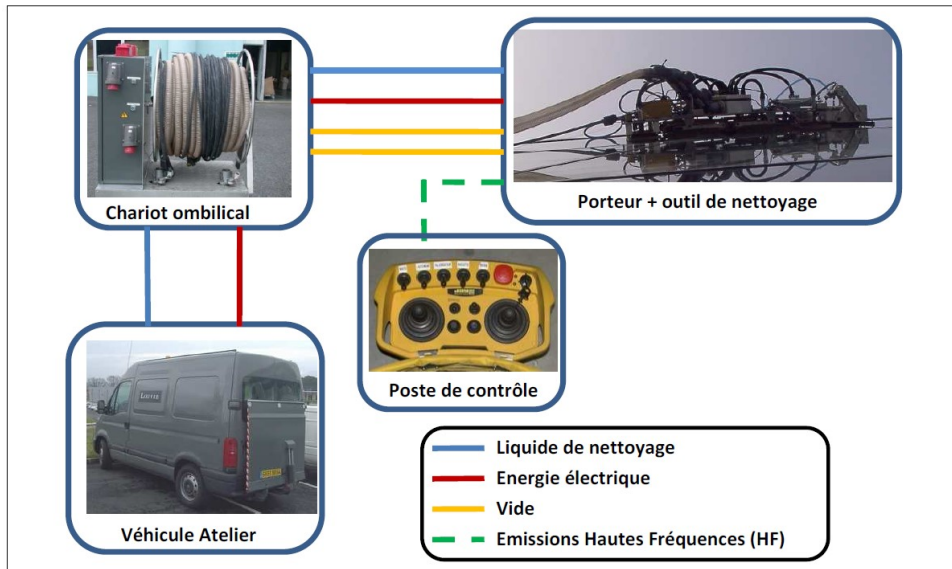 Chariot ombilical
Porteur + outil de nettoyage
Poste de contrôle
LOUVRE
Véhicule Atelier
Liquide de nettoyage
Energie électrique
Vide
Emissions Hautes Fréquences (HF)